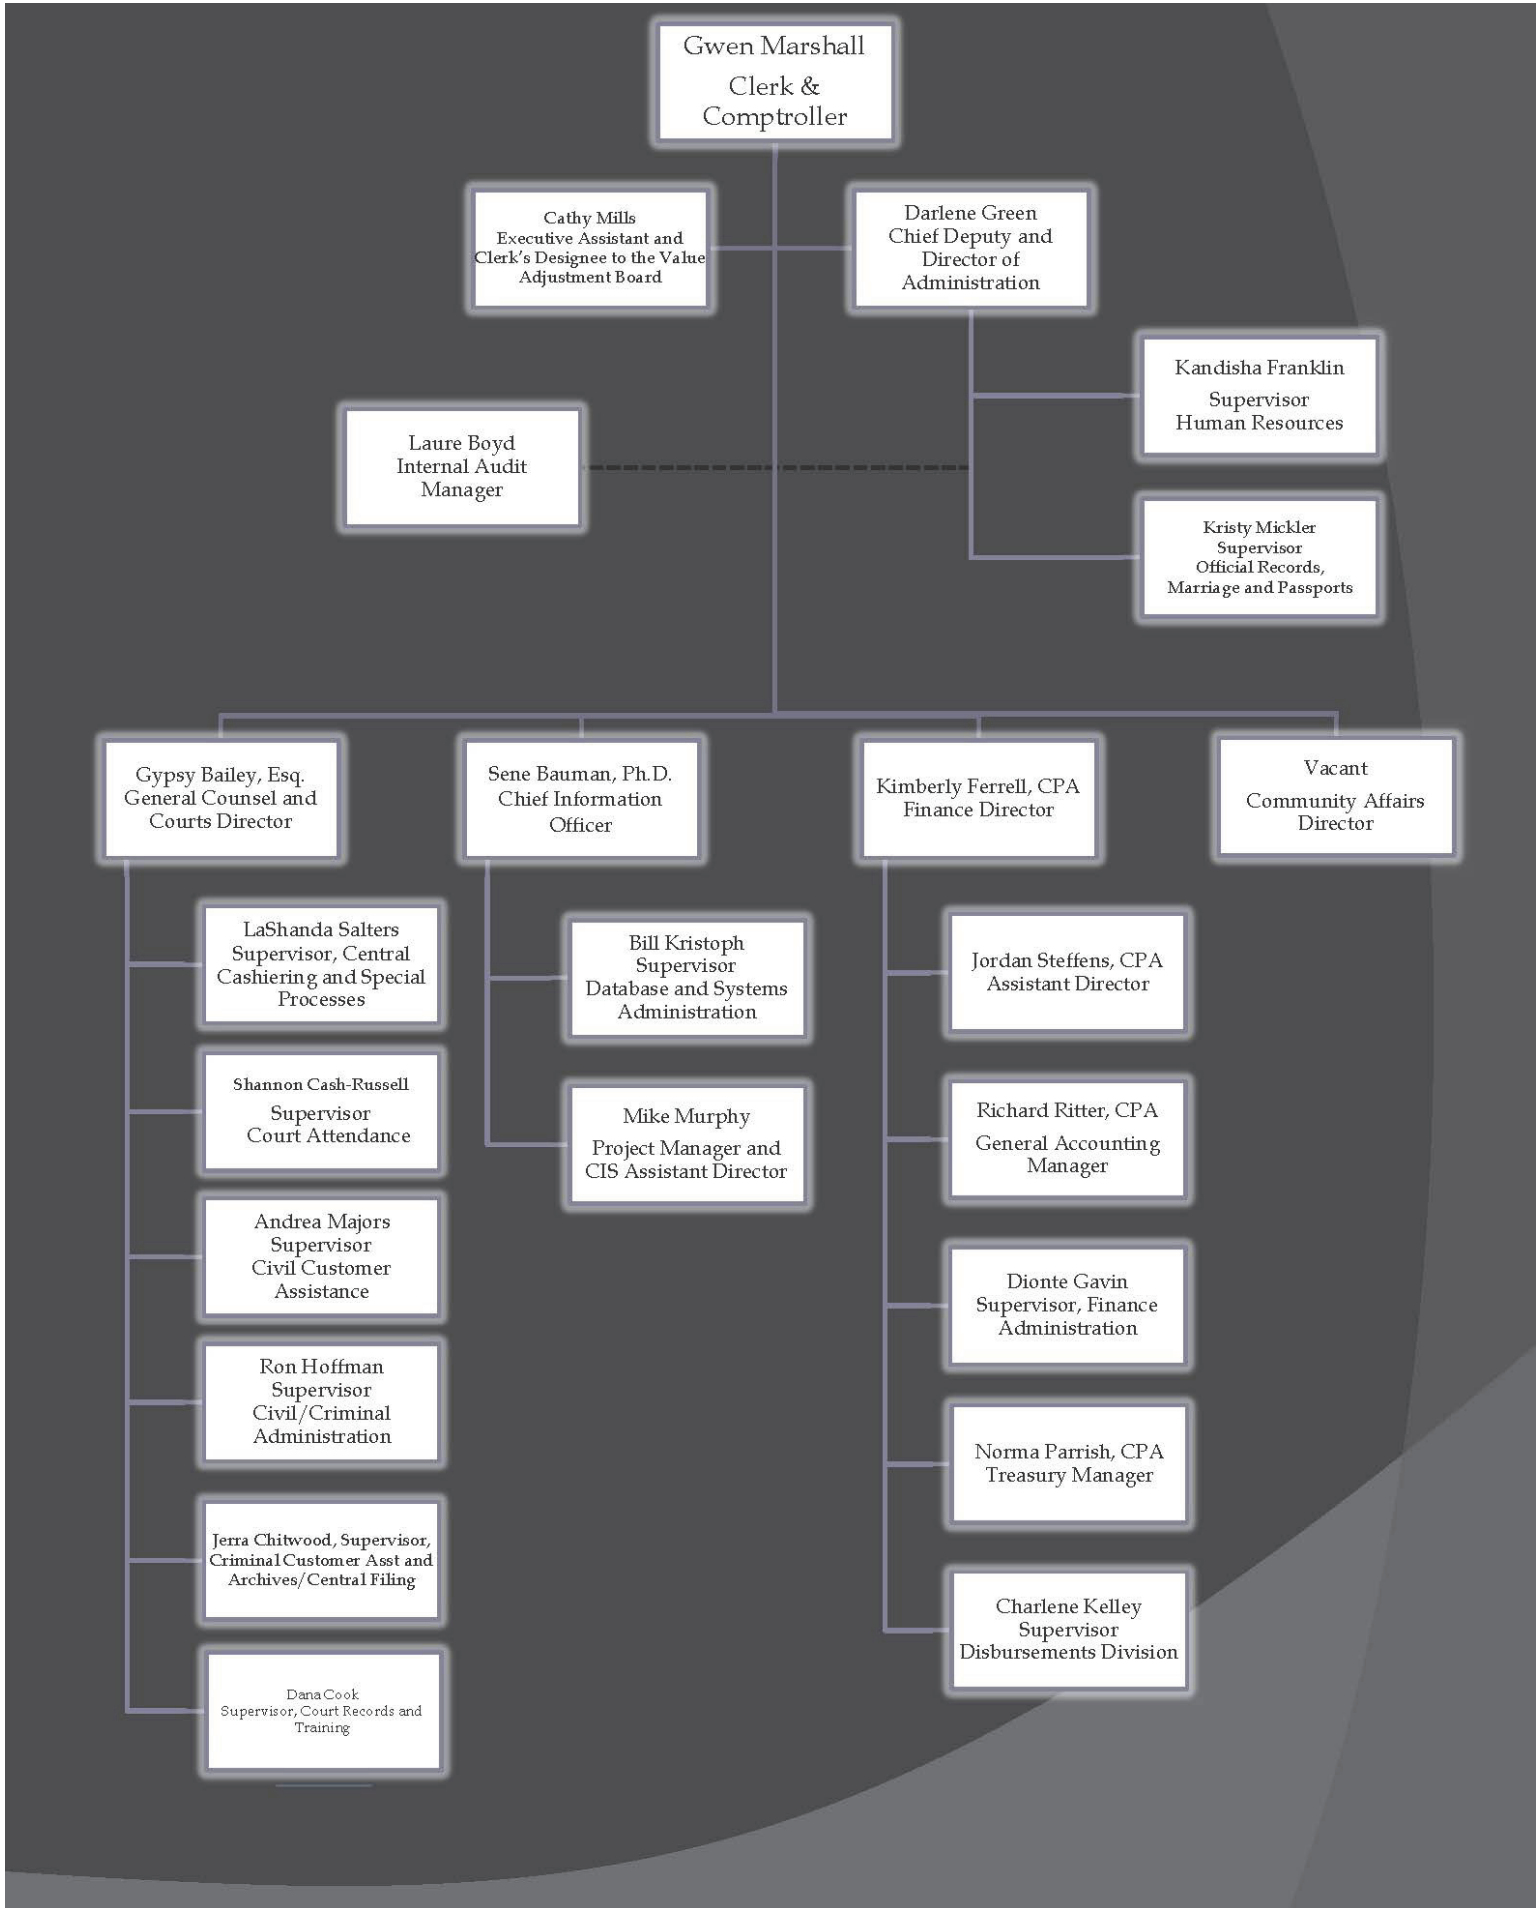 Gwen Marshall
Clerk &
Comptroller
Cathy Mills
Executive Assistant and
Clerk's Designee to the Value
Adjustment Board
Darlene Green
Chief Deputy and
Director of
Administration
Kandisha Franklin
Supervisor
Human Resources
Laure Boyd
Internal Audit
Manager
Kristy Mickler
Supervisor
Official Records,
Marriage and Passports
Gypsy Bailey, Esq.
General Counsel and
Courts Director
Sene Bauman, Ph.D.
Chief Information
Officer
Kimberly Ferrell, CPA
Finance Director
Vacant
Community Affairs
Director
LaShanda Salters
Supervisor, Central
Cashiering and Special
Processes
Shannon Cash-Russell
Supervisor
Court Attendance
Andrea Majors
Supervisor
Civil Customer
Assistance
Ron Hoffman
Supervisor
Civil/Criminal
Administration
Jerra Chitwood, Supervisor,
Criminal Customer Asst and
Archives/Central Filing
Dana Cook
Supervisor, Court Records and
Training
Bill Kristoph
Supervisor
Database and Systems
Administration
Mike Murphy
Project Manager and
CIS Assistant Director
Jordan Steffens, CPA
Assistant Director
Richard Ritter, CPA
General Accounting
Manager
Dionte Gavin
Supervisor, Finance
Administration
Norma Parrish, CPA
Treasury Manager
Charlene Kelley
Supervisor
Disbursements Division